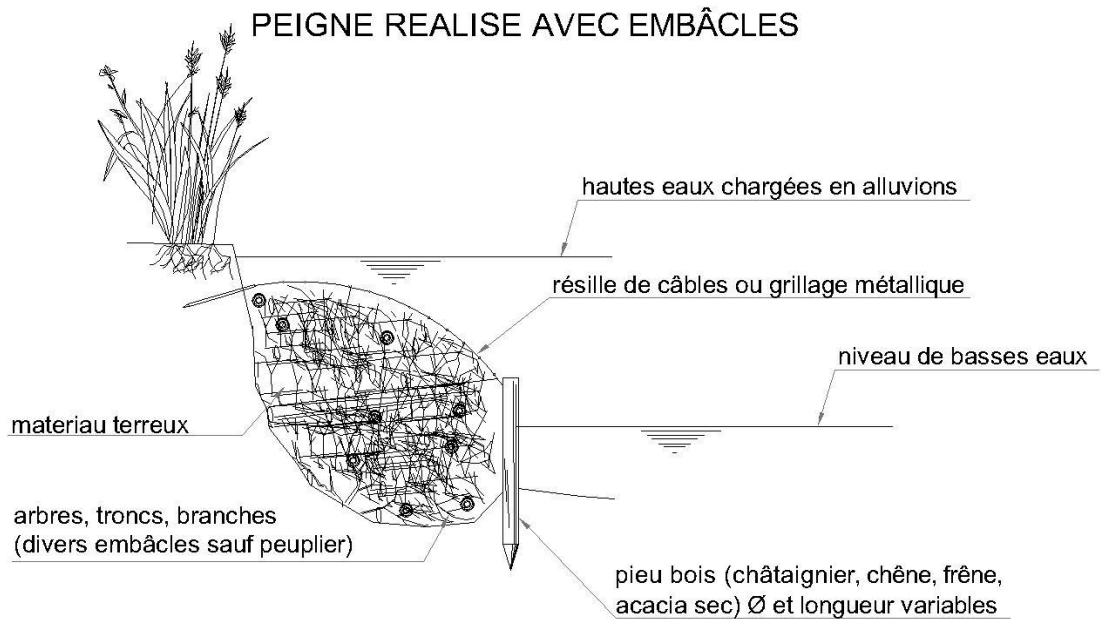 PEIGNE REALISE AVEC EMBÂCLES
hautes eaux chargées en alluvions
résille de câbles ou grillage métallique
niveau de basses eaux
materiau terreux
arbres, troncs, branches
(divers embâcles sauf peuplier)
pieu bois (châtaignier, chêne, frêne,
acacia sec) Ø et longueur variables